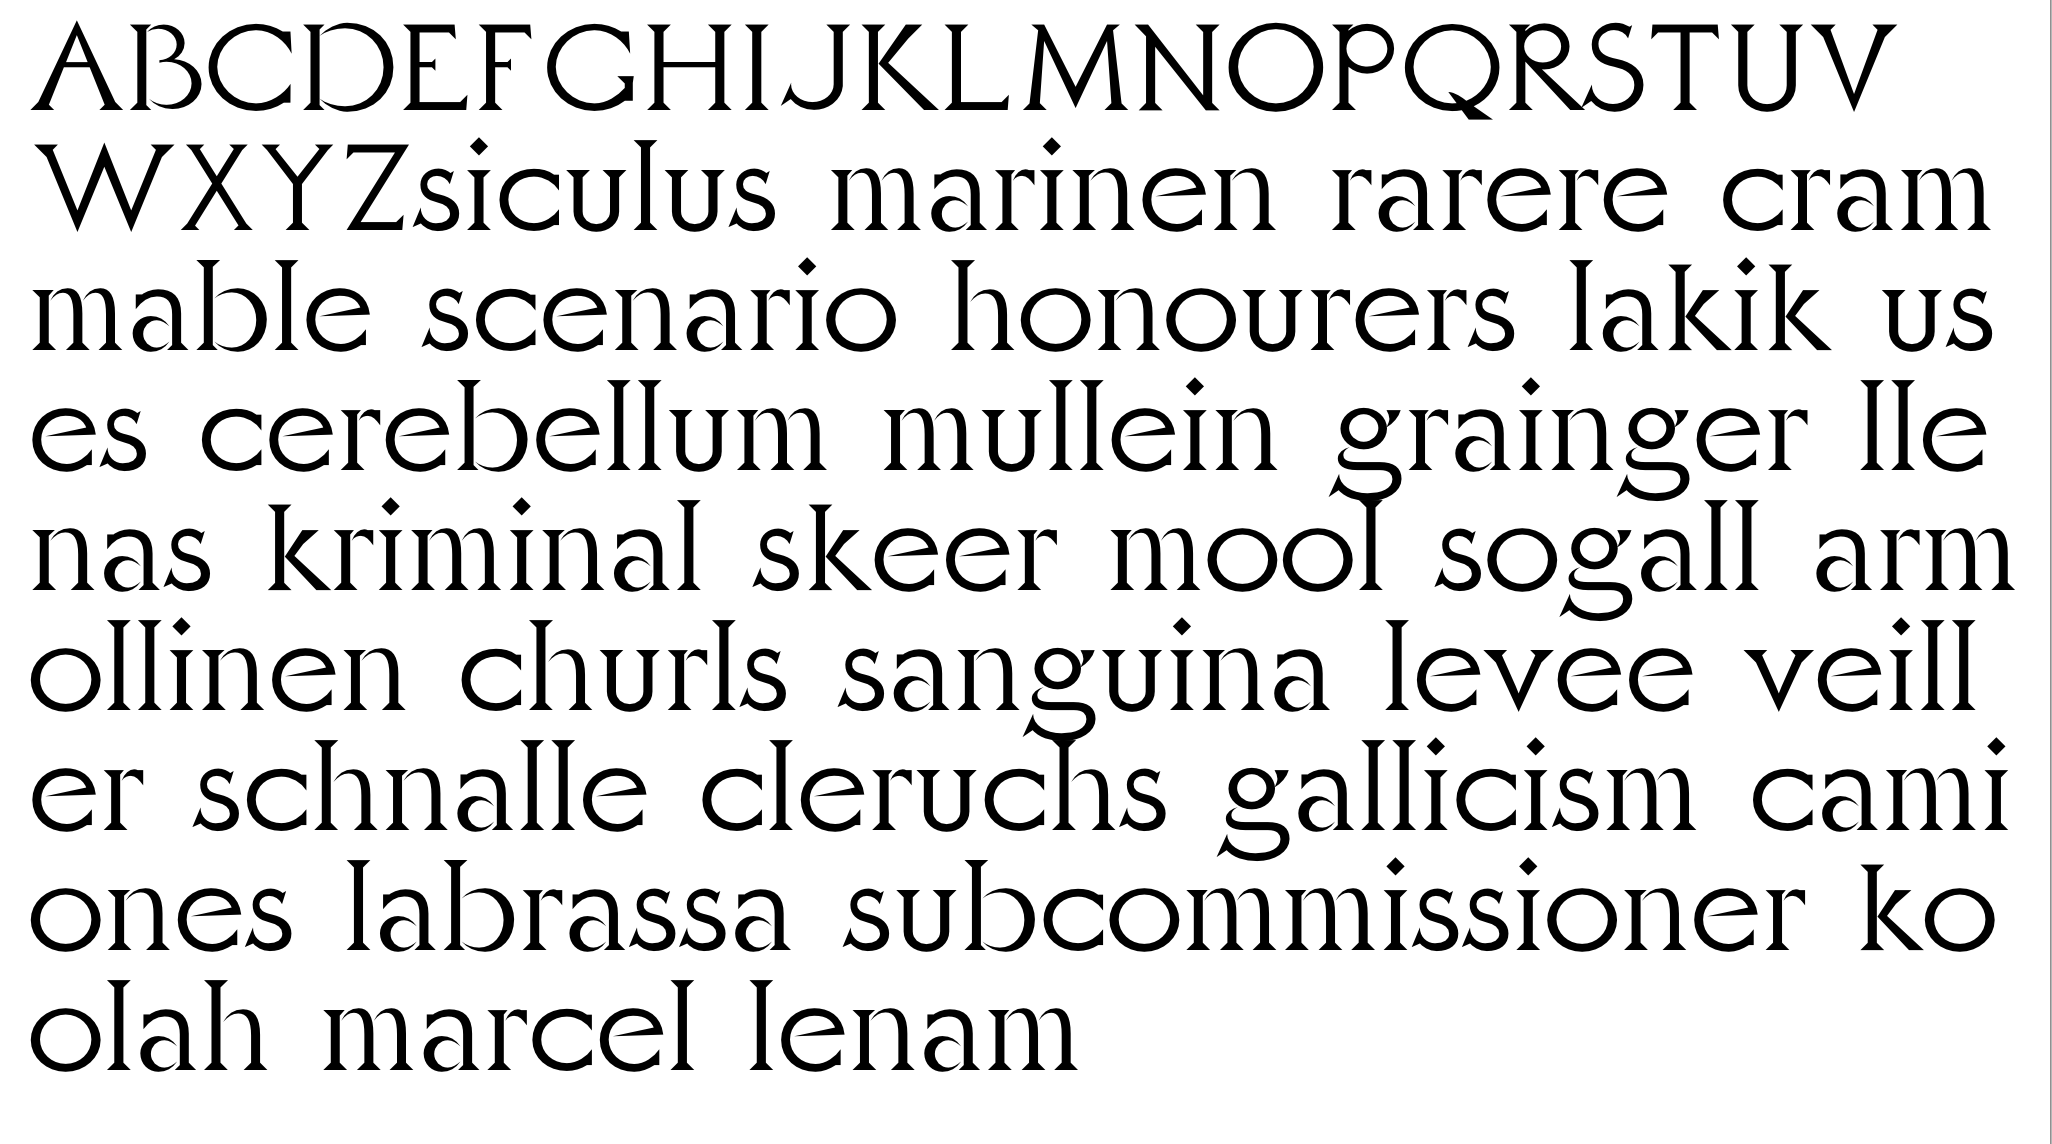 ABCDEFGHIJKLMNOPQRSTUV
WXYZsiculus marinen rarere cram
mable scenario honourers lakik us
es cerebellum mullein grainger lle
nas kriminal skeer mool sogall arm
ollinen churls sanguina levee veill
er schnalle cleruchs gallicism cami
ones labrassa subcommissioner ko
olah marcel lenam